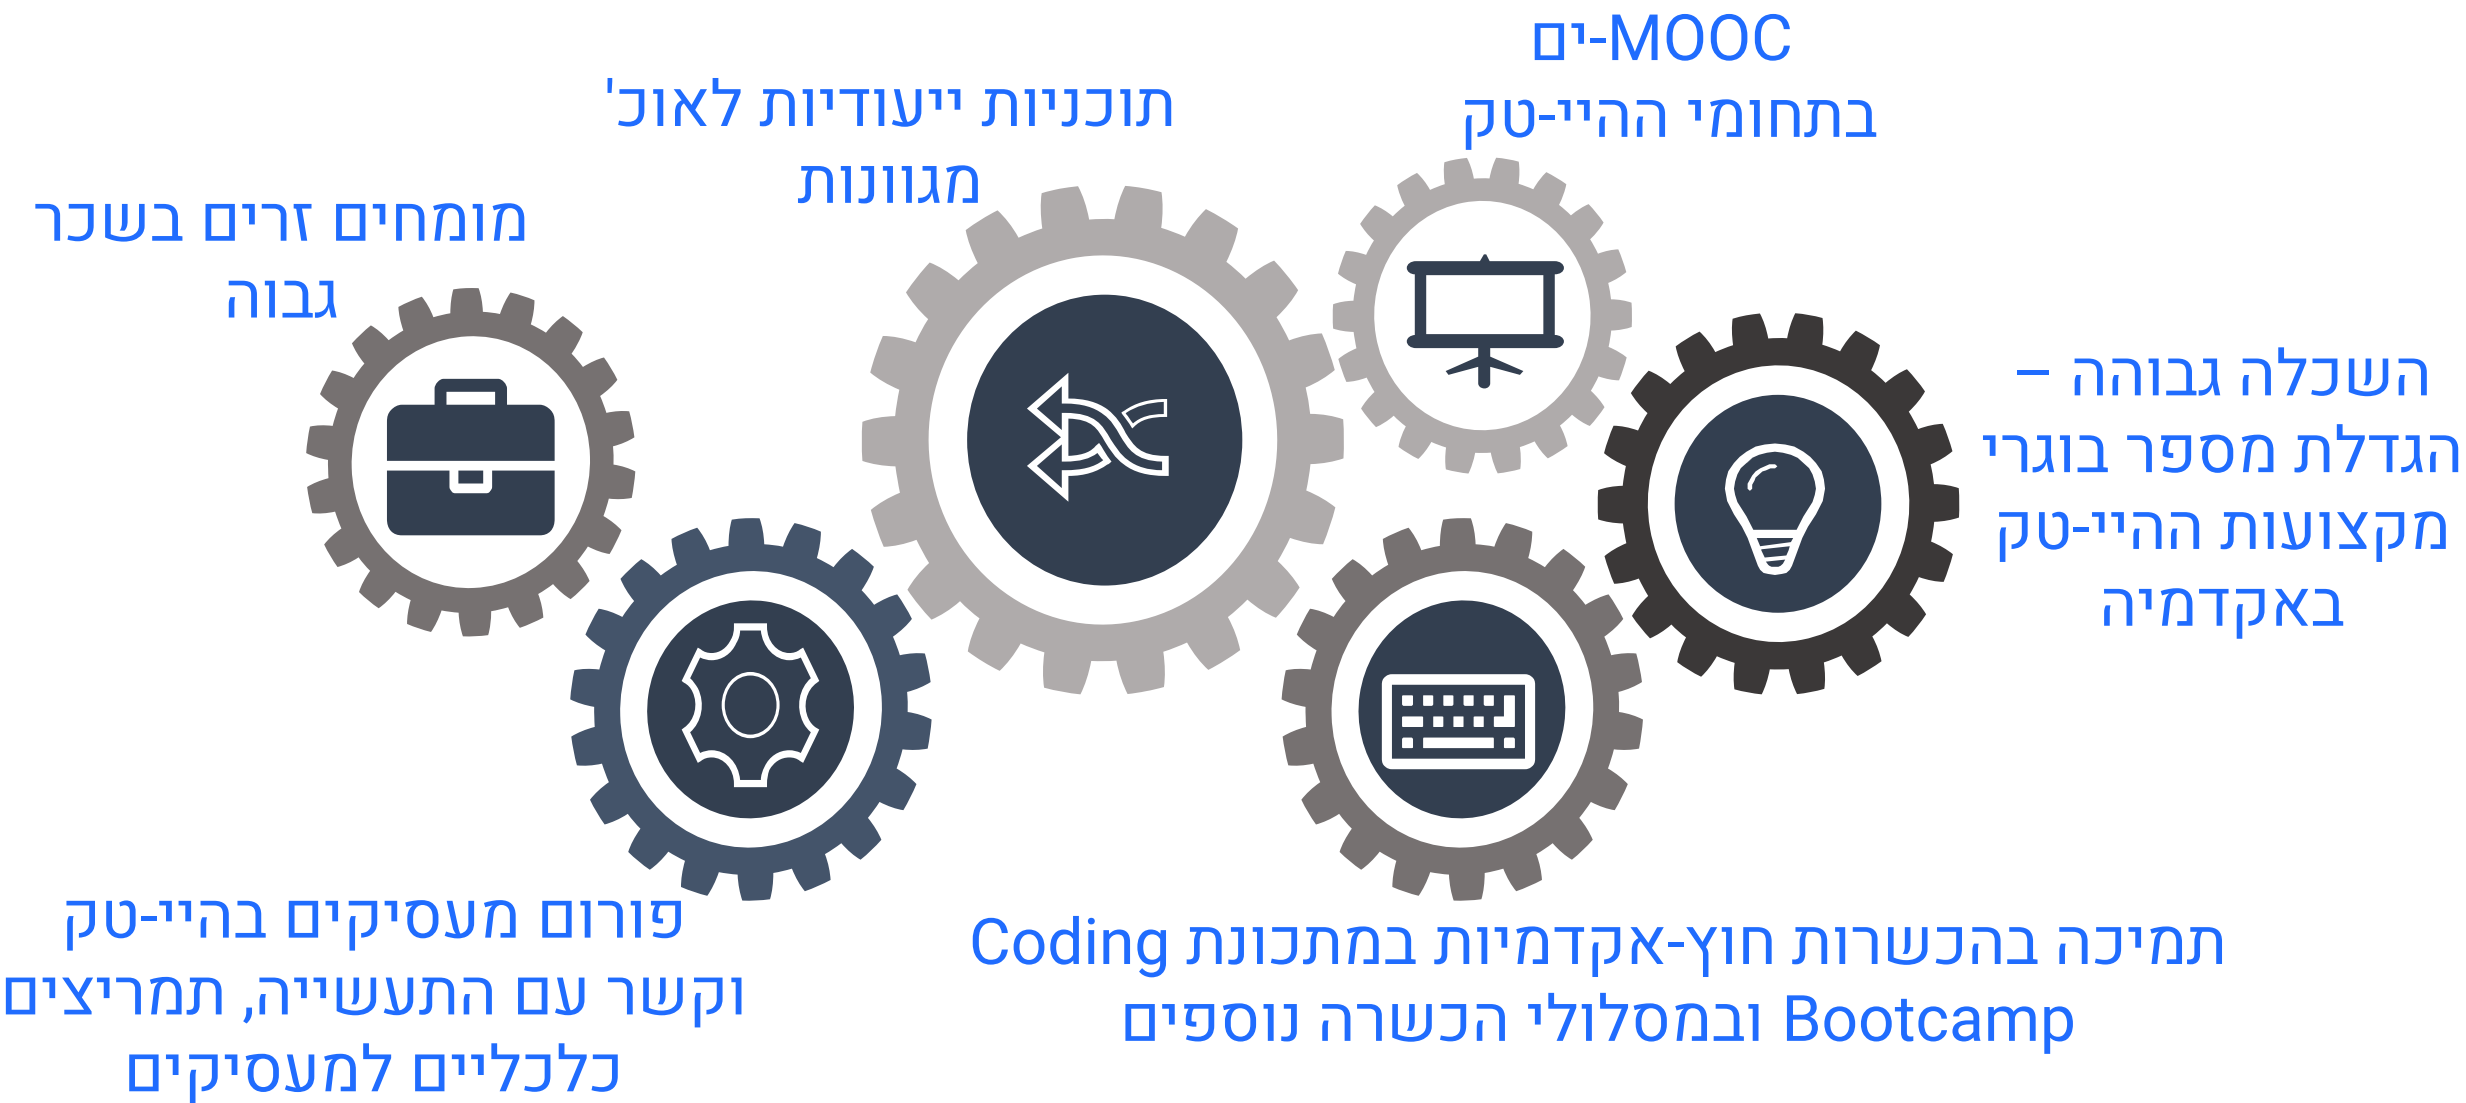 MOOC-ים
בתחומי ההיי-טק
תוכניות ייעודיות לאוכ'
מגוונות
מומחים זרים בשכר
גבוה
השכלה גבוהה –
הגדלת מספר בוגרי
מקצועות ההיי-טק
באקדמיה
תמיכה בהכשרות חוץ-אקדמיות במתכונת Coding
Bootcamp ובמסלולי הכשרה נוספים
פורום מעסיקים בהיי-טק
וקשר עם התעשייה, תמריצים
כלכליים למעסיקים